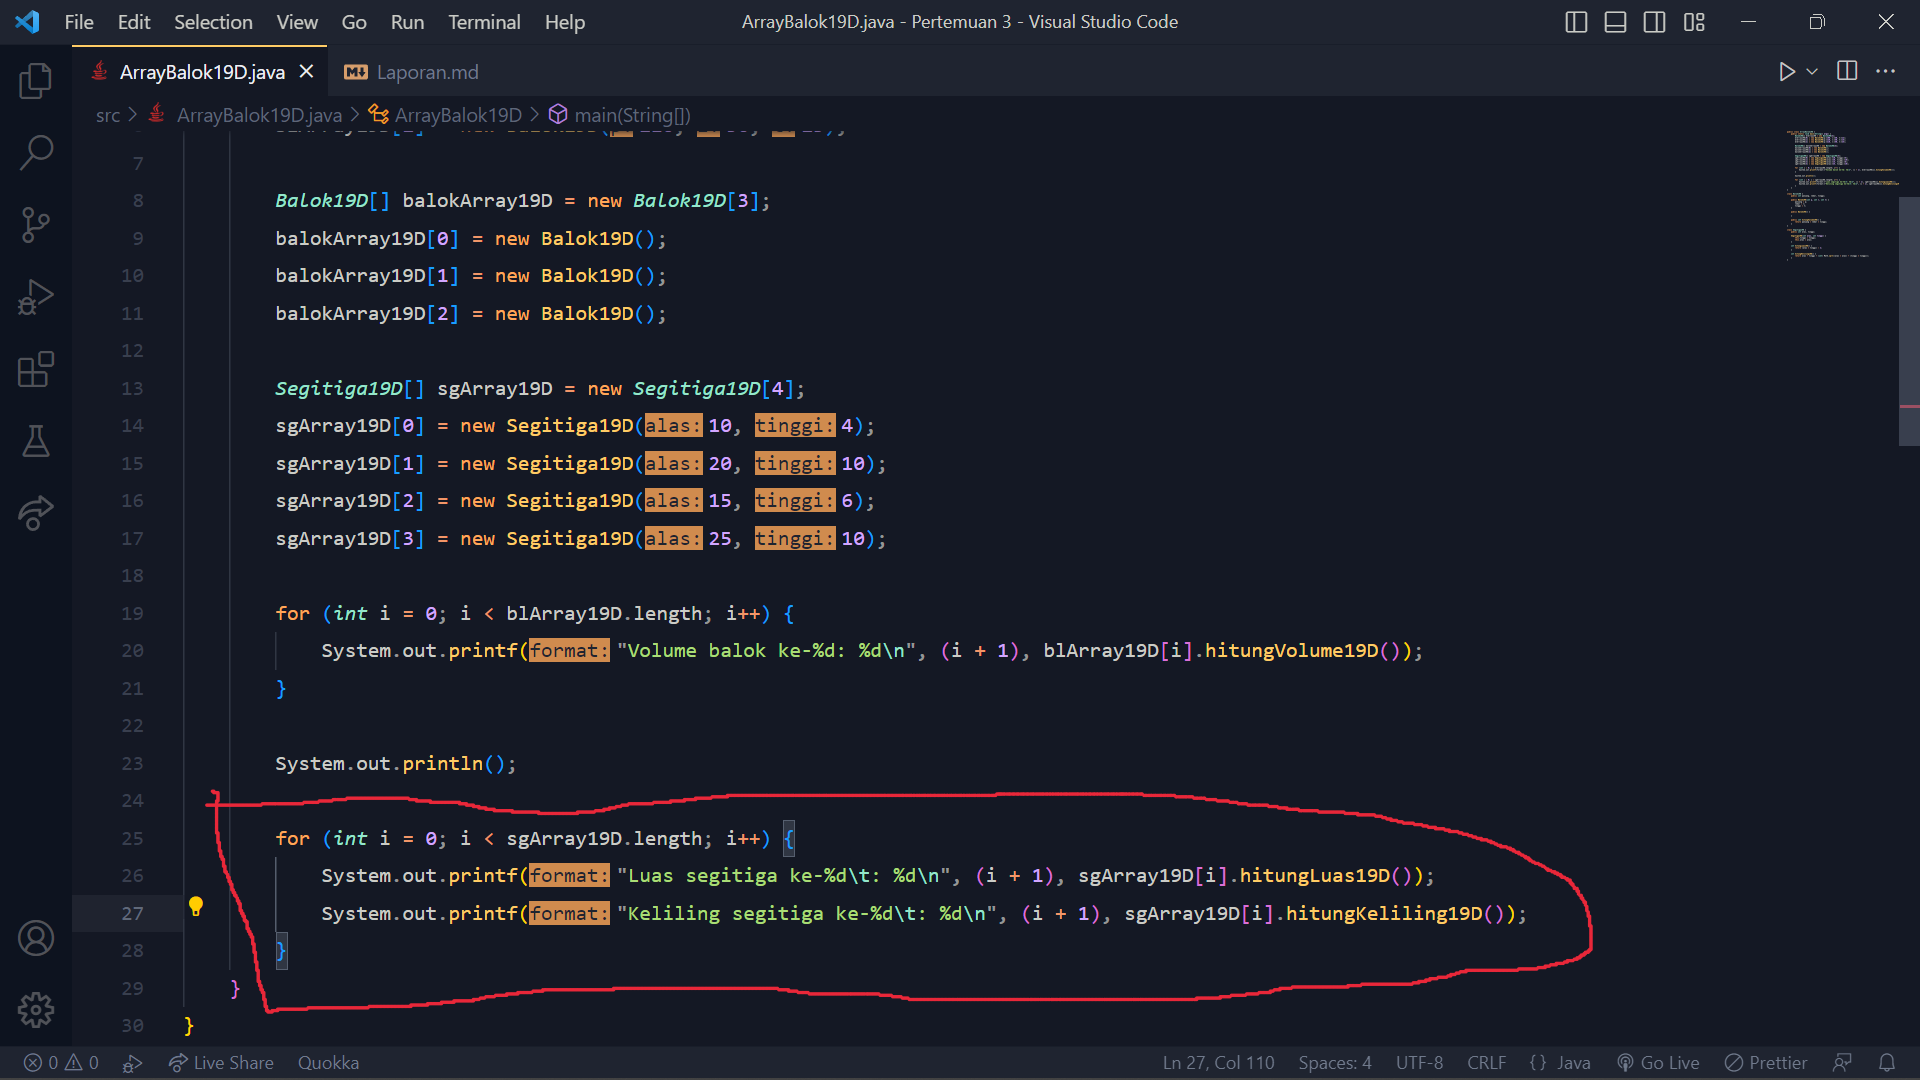 File Edit Selection View Go Run Terminal Help
ArrayBalok19D.java - Pertemuan 3 - Visual Studio Code
ArrayBalok19D.java
Laporan.md
src > ArrayBalok19D.java > ArrayBalok19D > main(String[])
7
8 Balok19D[] balokArray19D = new Balok19D[3];
9 balokArray19D[0] = new Balok19D();
10 balokArray19D[1] = new Balok19D();
11 balokArray19D[2] = new Balok19D();
12
13 Segitiga19D[] sgArray19D = new Segitiga19D[4];
14 sgArray19D[0] = new Segitiga19D(alas: 10, tinggi: 4);
15 sgArray19D[1] = new Segitiga19D(alas: 20, tinggi: 10);
16 sgArray19D[2] = new Segitiga19D(alas: 15, tinggi: 6);
17 sgArray19D[3] = new Segitiga19D(alas: 25, tinggi: 10);
18
19 for (int i = 0; i < blArray19D.length; i++) {
20 System.out.printf(format: "Volume balok ke-%d: %d\n", (i + 1), blArray19D[i].hitungVolume19D());
21 }
22
23 System.out.println();
24
25 for (int i = 0; i < sgArray19D.length; i++) {
26 System.out.printf(format: "Luas segitiga ke-%d\t: %d\n", (i + 1), sgArray19D[i].hitungLuas19D());
27 System.out.printf(format: "Keliling segitiga ke-%d\t: %d\n", (i + 1), sgArray19D[i].hitungKeliling19D());
28 }
29 }
30 }
0 0 Live Share Quokka Ln 27, Col 110 Spaces: 4 UTF-8 CRLF {} Java Go Live Prettier